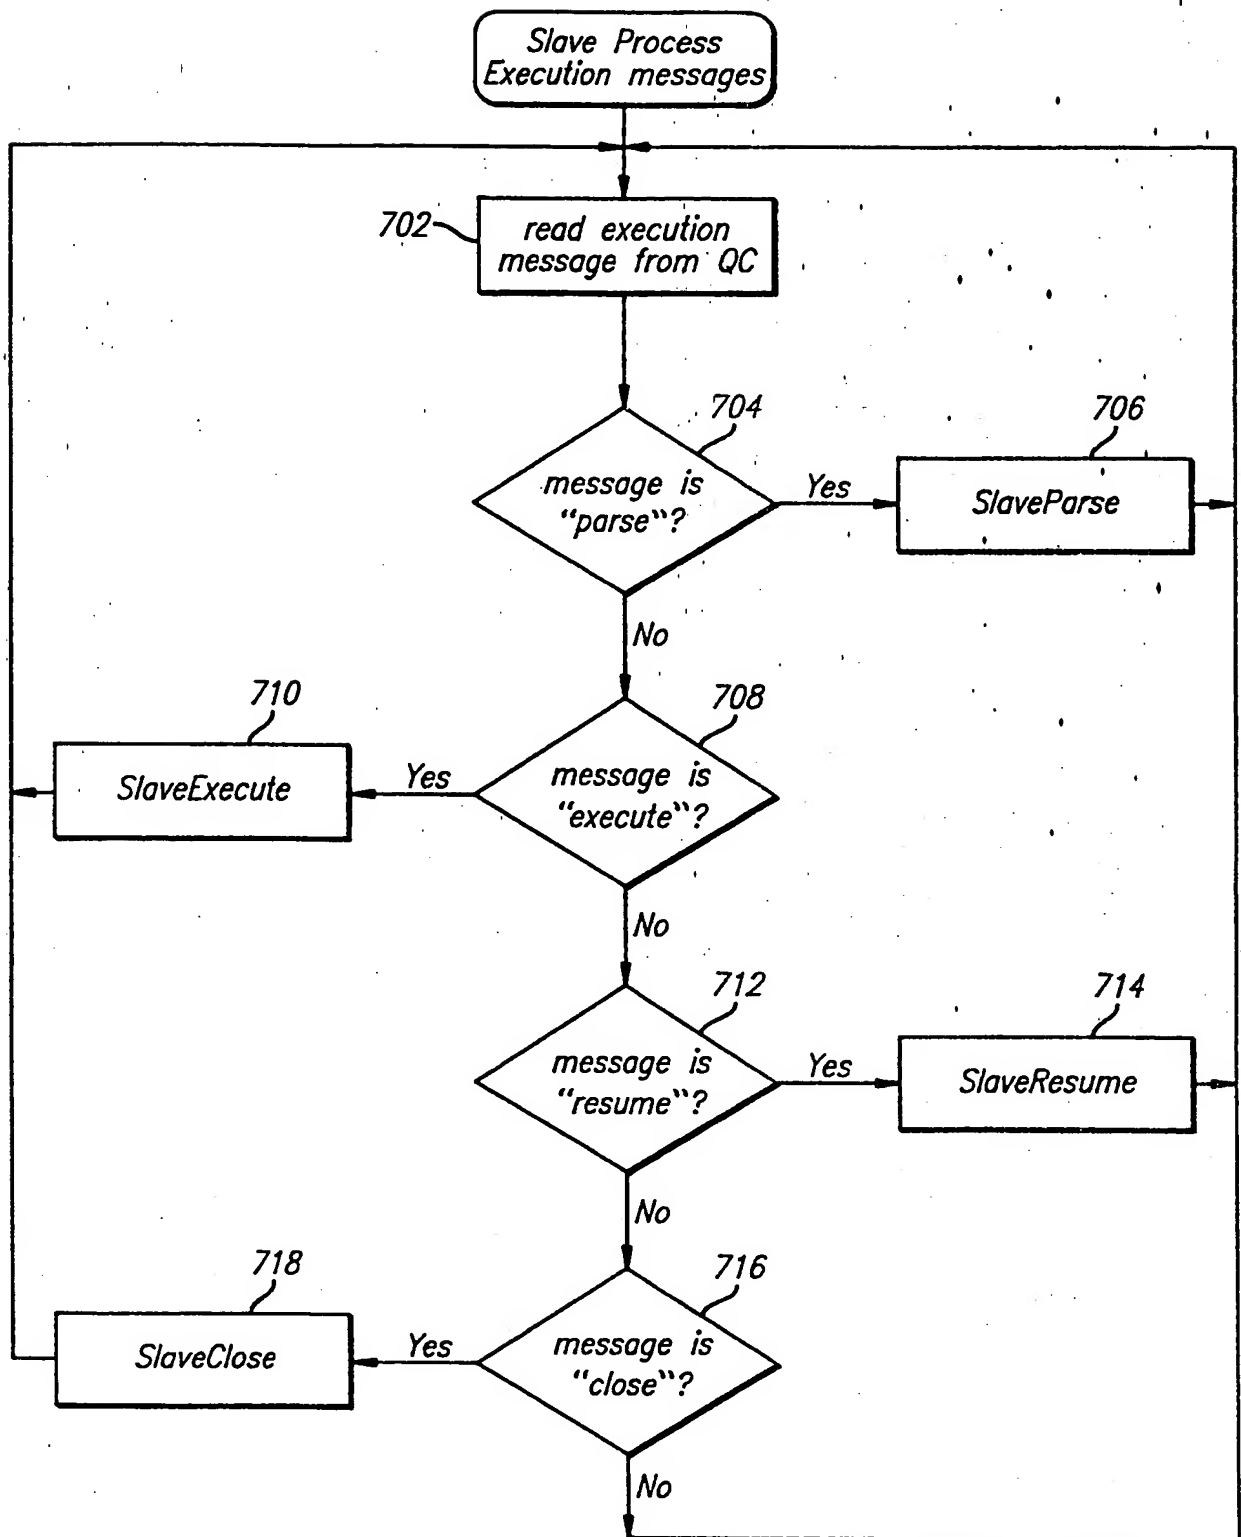 Slave Process
Execution messages
702
read execution
message from QC
704
message is
“parse“?
Yes
706
SlaveParse
No
708
message is
“execute“?
Yes
710
SlaveExecute
No
712
message is
“resume“?
Yes
714
SlaveResume
No
716
message is
“close“?
Yes
718
SlaveClose
No